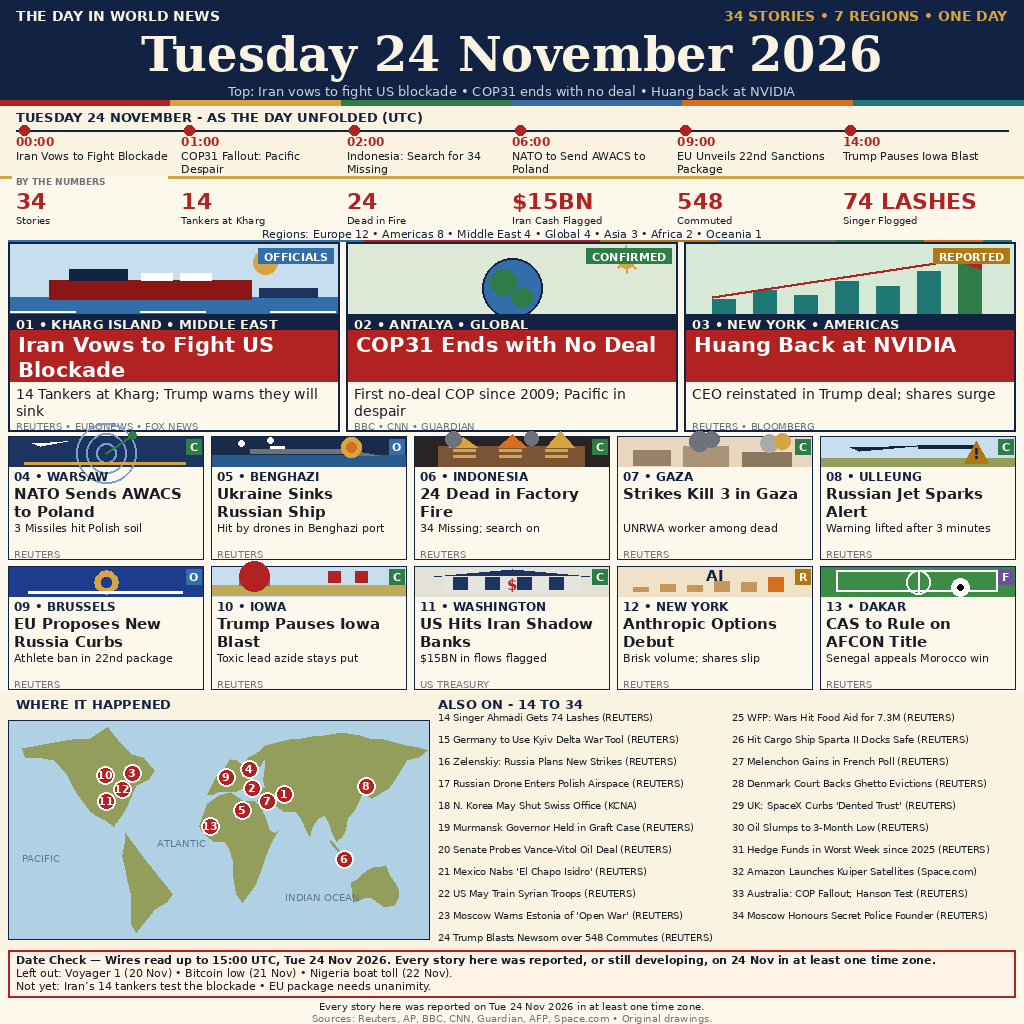 THE DAY IN WORLD NEWS
34 STORIES • 7 REGIONS • ONE DAY
Tuesday 24 November 2026
Top: Iran vows to fight US blockade • COP31 ends with no deal • Huang back at NVIDIA
TUESDAY 24 NOVEMBER - AS THE DAY UNFOLDED (UTC)
00:00
Iran Vows to Fight Blockade
01:00
COP31 Fallout: Pacific
Despair
02:00
Indonesia: Search for 34
Missing
06:00
NATO to Send AWACS to
Poland
09:00
EU Unveils 22nd Sanctions
Package
14:00
Trump Pauses Iowa Blast
BY THE NUMBERS
34
Stories
14
Tankers at Kharg
24
Dead in Fire
$15BN
Iran Cash Flagged
548
Commuted
74 LASHES
Singer Flogged
Regions: Europe 12 • Americas 8 • Middle East 4 • Global 4 • Asia 3 • Africa 2 • Oceania 1
OFFICIALS
01 • KHARG ISLAND • MIDDLE EAST
Iran Vows to Fight US
Blockade
14 Tankers at Kharg; Trump warns they will
sink
REUTERS • EURONEWS • FOX NEWS
CONFIRMED
02 • ANTALYA • GLOBAL
COP31 Ends with No Deal
First no-deal COP since 2009; Pacific in
despair
BBC • CNN • GUARDIAN
REPORTED
03 • NEW YORK • AMERICAS
Huang Back at NVIDIA
CEO reinstated in Trump deal; shares surge
REUTERS • BLOOMBERG
C
04 • WARSAW
NATO Sends AWACS
to Poland
3 Missiles hit Polish soil
REUTERS
O
05 • BENGHAZI
Ukraine Sinks
Russian Ship
Hit by drones in Benghazi port
REUTERS
C
06 • INDONESIA
24 Dead in Factory
Fire
34 Missing; search on
REUTERS
C
07 • GAZA
Strikes Kill 3 in Gaza
UNRWA worker among dead
REUTERS
!
C
08 • ULLEUNG
Russian Jet Sparks
Alert
Warning lifted after 3 minutes
REUTERS
O
09 • BRUSSELS
EU Proposes New
Russia Curbs
Athlete ban in 22nd package
REUTERS
C
10 • IOWA
Trump Pauses Iowa
Blast
Toxic lead azide stays put
REUTERS
$
C
11 • WASHINGTON
US Hits Iran Shadow
Banks
$15BN in flows flagged
US TREASURY
AI
R
12 • NEW YORK
Anthropic Options
Debut
Brisk volume; shares slip
REUTERS
F
13 • DAKAR
CAS to Rule on
AFCON Title
Senegal appeals Morocco win
REUTERS
WHERE IT HAPPENED
10
3
12
11
9
4
2
7
1
5
13
8
6
PACIFIC
ATLANTIC
INDIAN OCEAN
ALSO ON - 14 TO 34
14 Singer Ahmadi Gets 74 Lashes (REUTERS)
15 Germany to Use Kyiv Delta War Tool (REUTERS)
16 Zelenskiy: Russia Plans New Strikes (REUTERS)
17 Russian Drone Enters Polish Airspace (REUTERS)
18 N. Korea May Shut Swiss Office (KCNA)
19 Murmansk Governor Held in Graft Case (REUTERS)
20 Senate Probes Vance-Vitol Oil Deal (REUTERS)
21 Mexico Nabs 'El Chapo Isidro' (REUTERS)
22 US May Train Syrian Troops (REUTERS)
23 Moscow Warns Estonia of 'Open War' (REUTERS)
24 Trump Blasts Newsom over 548 Commutes (REUTERS)
25 WFP: Wars Hit Food Aid for 7.3M (REUTERS)
26 Hit Cargo Ship Sparta II Docks Safe (REUTERS)
27 Melenchon Gains in French Poll (REUTERS)
28 Denmark Court Backs Ghetto Evictions (REUTERS)
29 UK: SpaceX Curbs 'Dented Trust' (REUTERS)
30 Oil Slumps to 3-Month Low (REUTERS)
31 Hedge Funds in Worst Week since 2025 (REUTERS)
32 Amazon Launches Kuiper Satellites (Space.com)
33 Australia: COP Fallout; Hanson Test (REUTERS)
34 Moscow Honours Secret Police Founder (REUTERS)
Date Check — Wires read up to 15:00 UTC, Tue 24 Nov 2026. Every story here was reported, or still developing, on 24 Nov in at least one time zone.
Left out: Voyager 1 (20 Nov) • Bitcoin low (21 Nov) • Nigeria boat toll (22 Nov).
Not yet: Iran's 14 tankers test the blockade • EU package needs unanimity.
Every story here was reported on Tue 24 Nov 2026 in at least one time zone.
Sources: Reuters, AP, BBC, CNN, Guardian, AFP, Space.com • Original drawings.